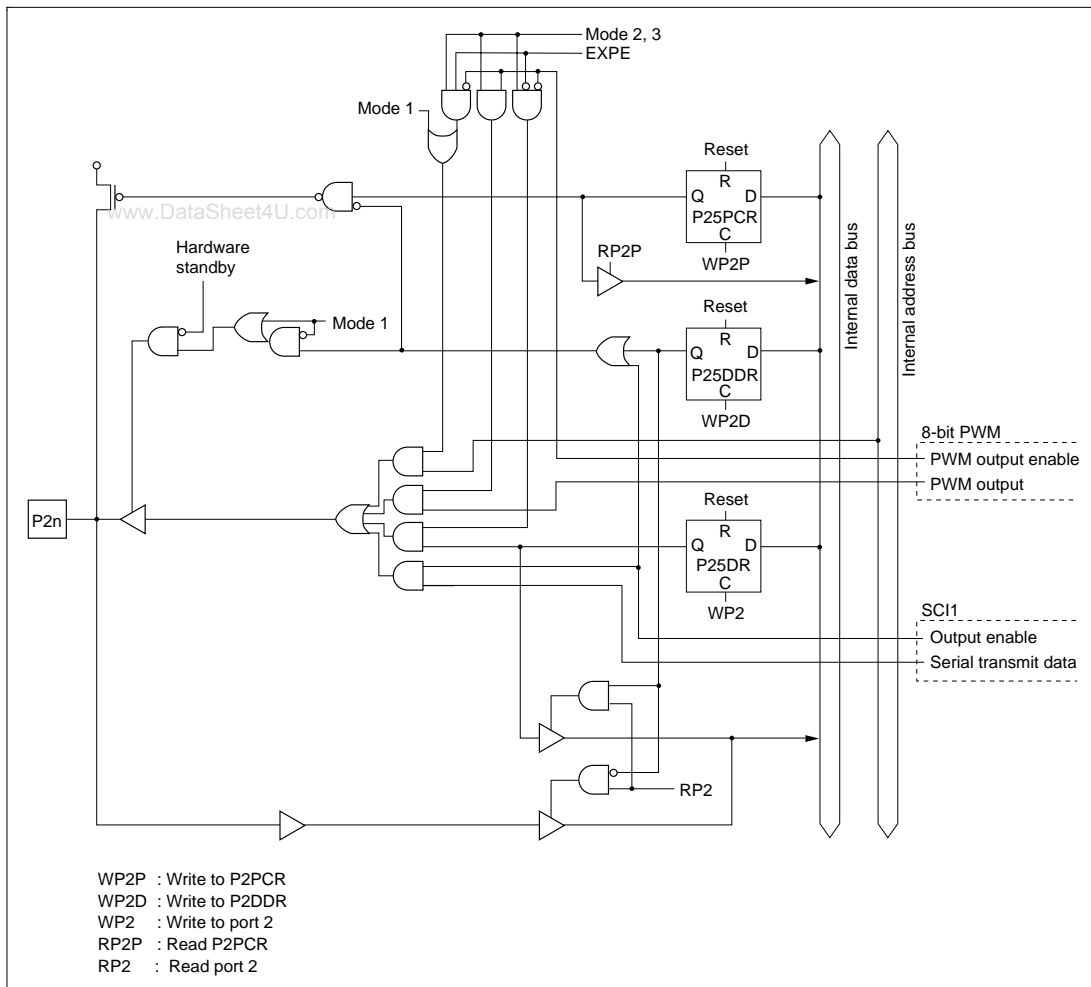 Mode 2, 3
EXPE
Mode 1
Reset
R
Q
D
P25PCR
C
WP2P
www.DataSheet4U.com
Hardware
standby
RP2P
Mode 1
Reset
R
Q
D
P25DDR
C
WP2D
Internal data bus
Internal address bus
8-bit PWM
PWM output enable
PWM output
P2n
Reset
R
Q
D
P25DR
C
WP2
SCI1
Output enable
Serial transmit data
RP2
WP2P : Write to P2PCR
WP2D : Write to P2DDR
WP2 : Write to port 2
RP2P : Read P2PCR
RP2 : Read port 2